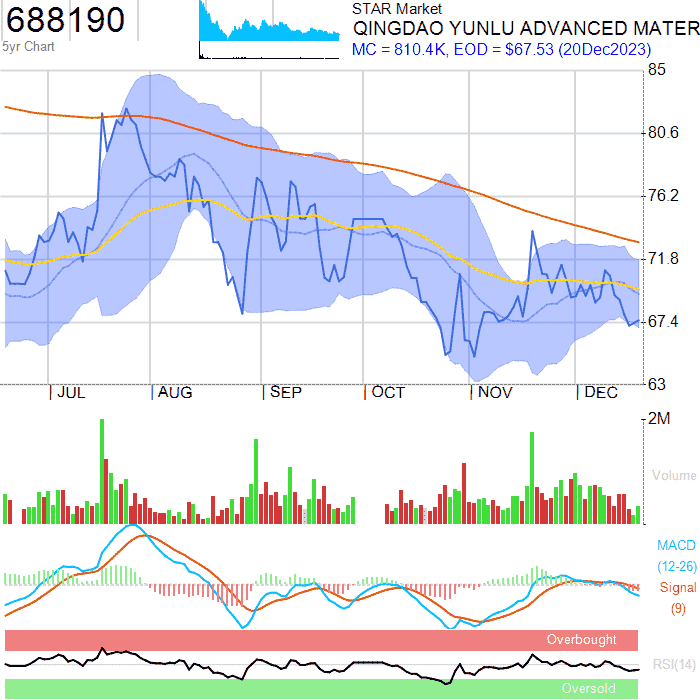 688190
5yr Chart
STAR Market
QINGDAO YUNLU ADVANCED MATER
MC = 810.4K, EOD = $67.53 (20Dec2023)
85
80.6
76.2
71.8
67.4
63
JUL AUG SEP OCT NOV DEC
2M
Volume
MACD
(12-26)
Signal
(9)
Overbought
RSI(14)
Oversold